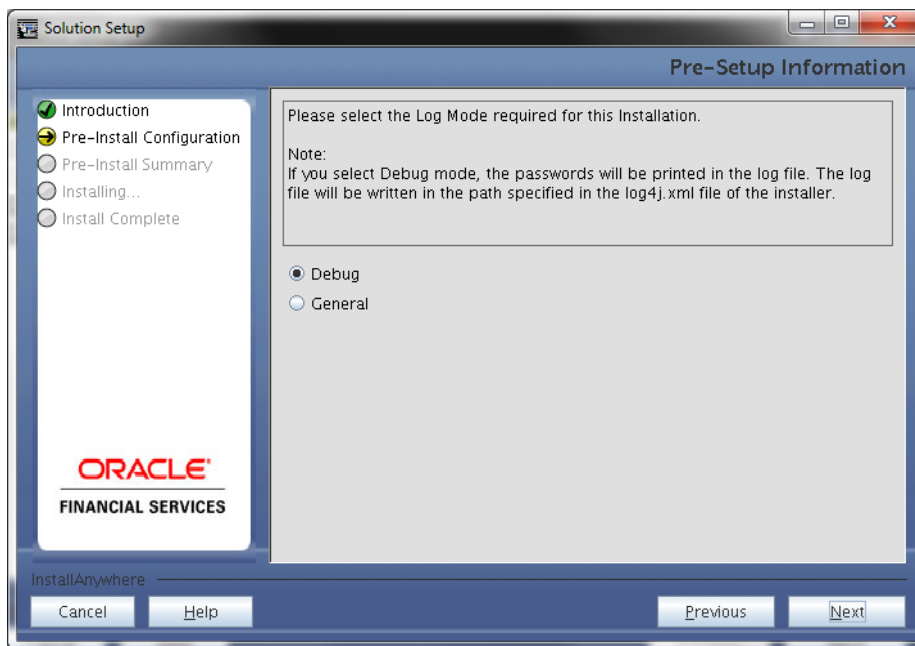 Solution Setup
Pre-Setup Information
Introduction
Pre-Install Configuration
Pre-Install Summary
Installing...
Install Complete
Please select the Log Mode required for this Installation.
Note:
If you select Debug mode, the passwords will be printed in the log file. The log
file will be written in the path specified in the log4j.xml file of the installer.
Debug
General
ORACLE
FINANCIAL SERVICES
InstallAnywhere
Cancel
Help
Previous
Next